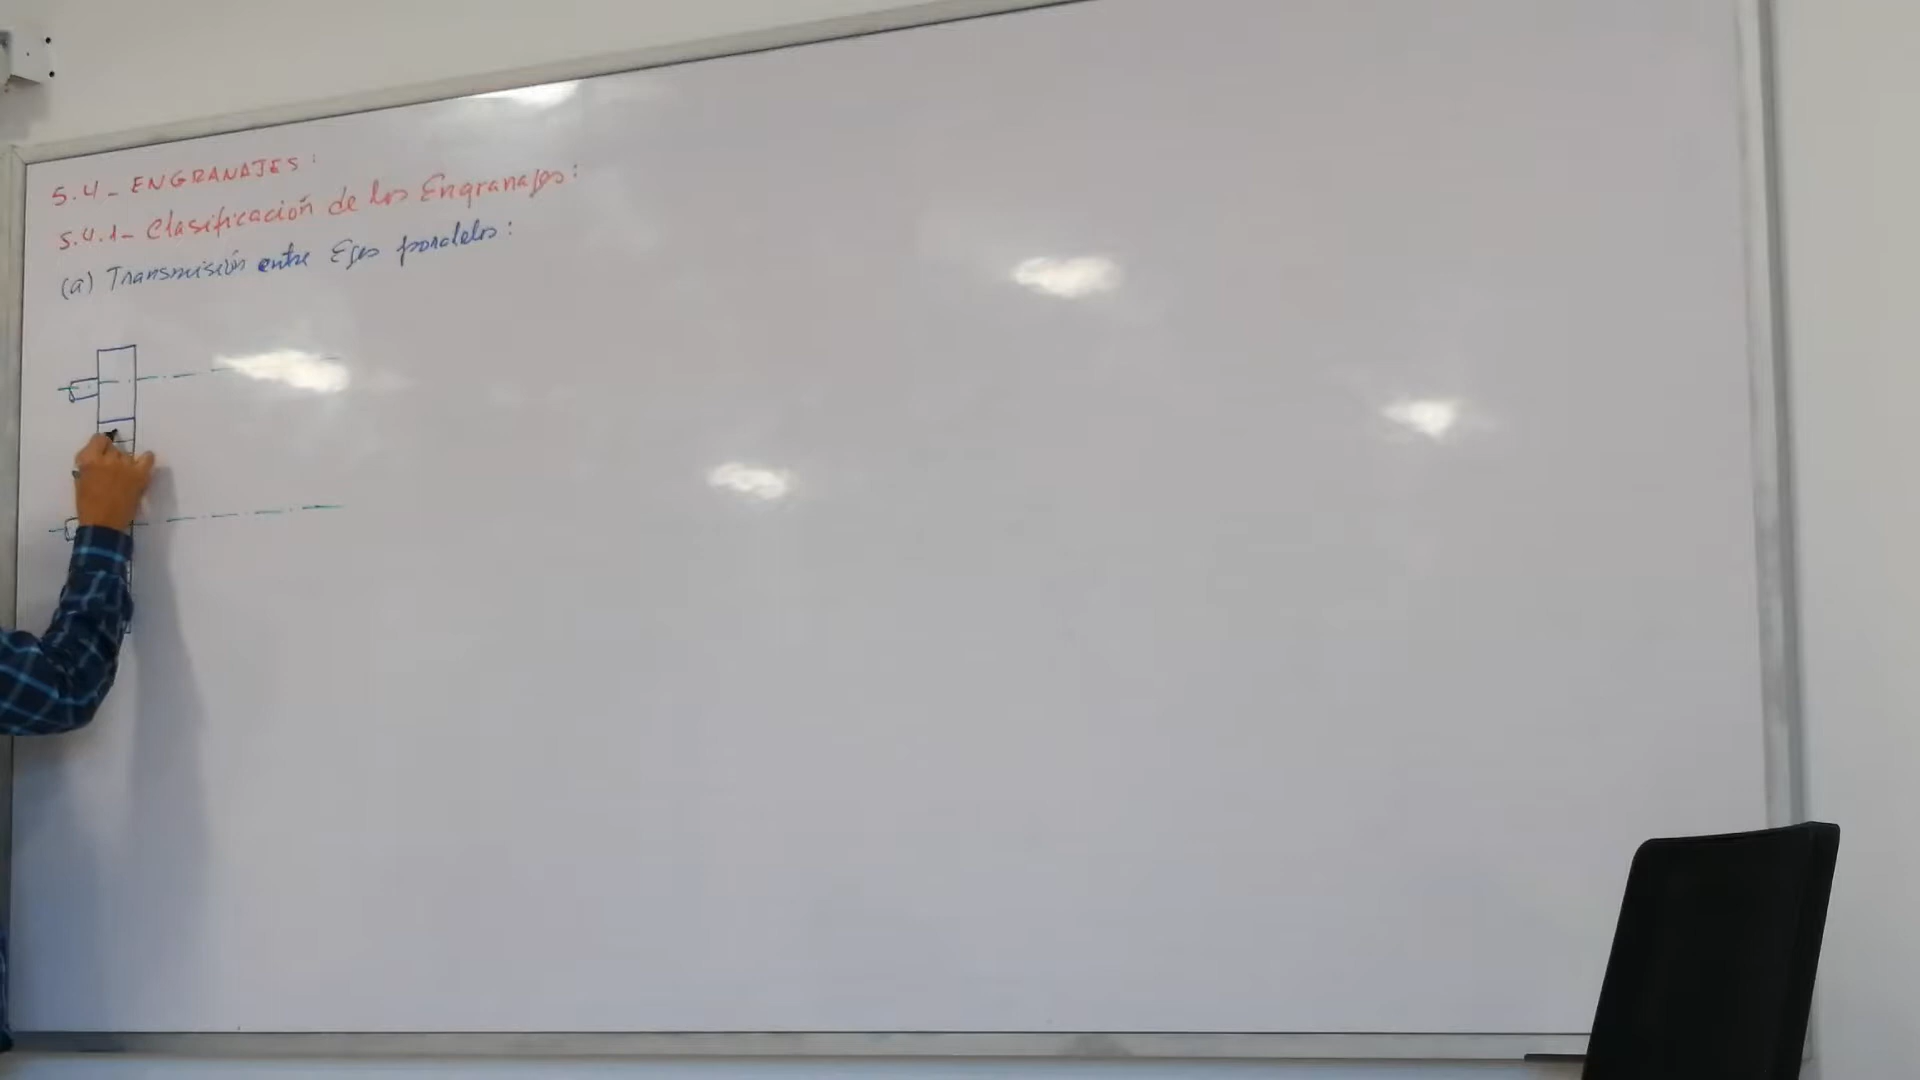 5.4- ENGRANAJES:
5.4.1- Clasificación de los Engranajes:
(a) Transmisión entre Ejes paralelos: